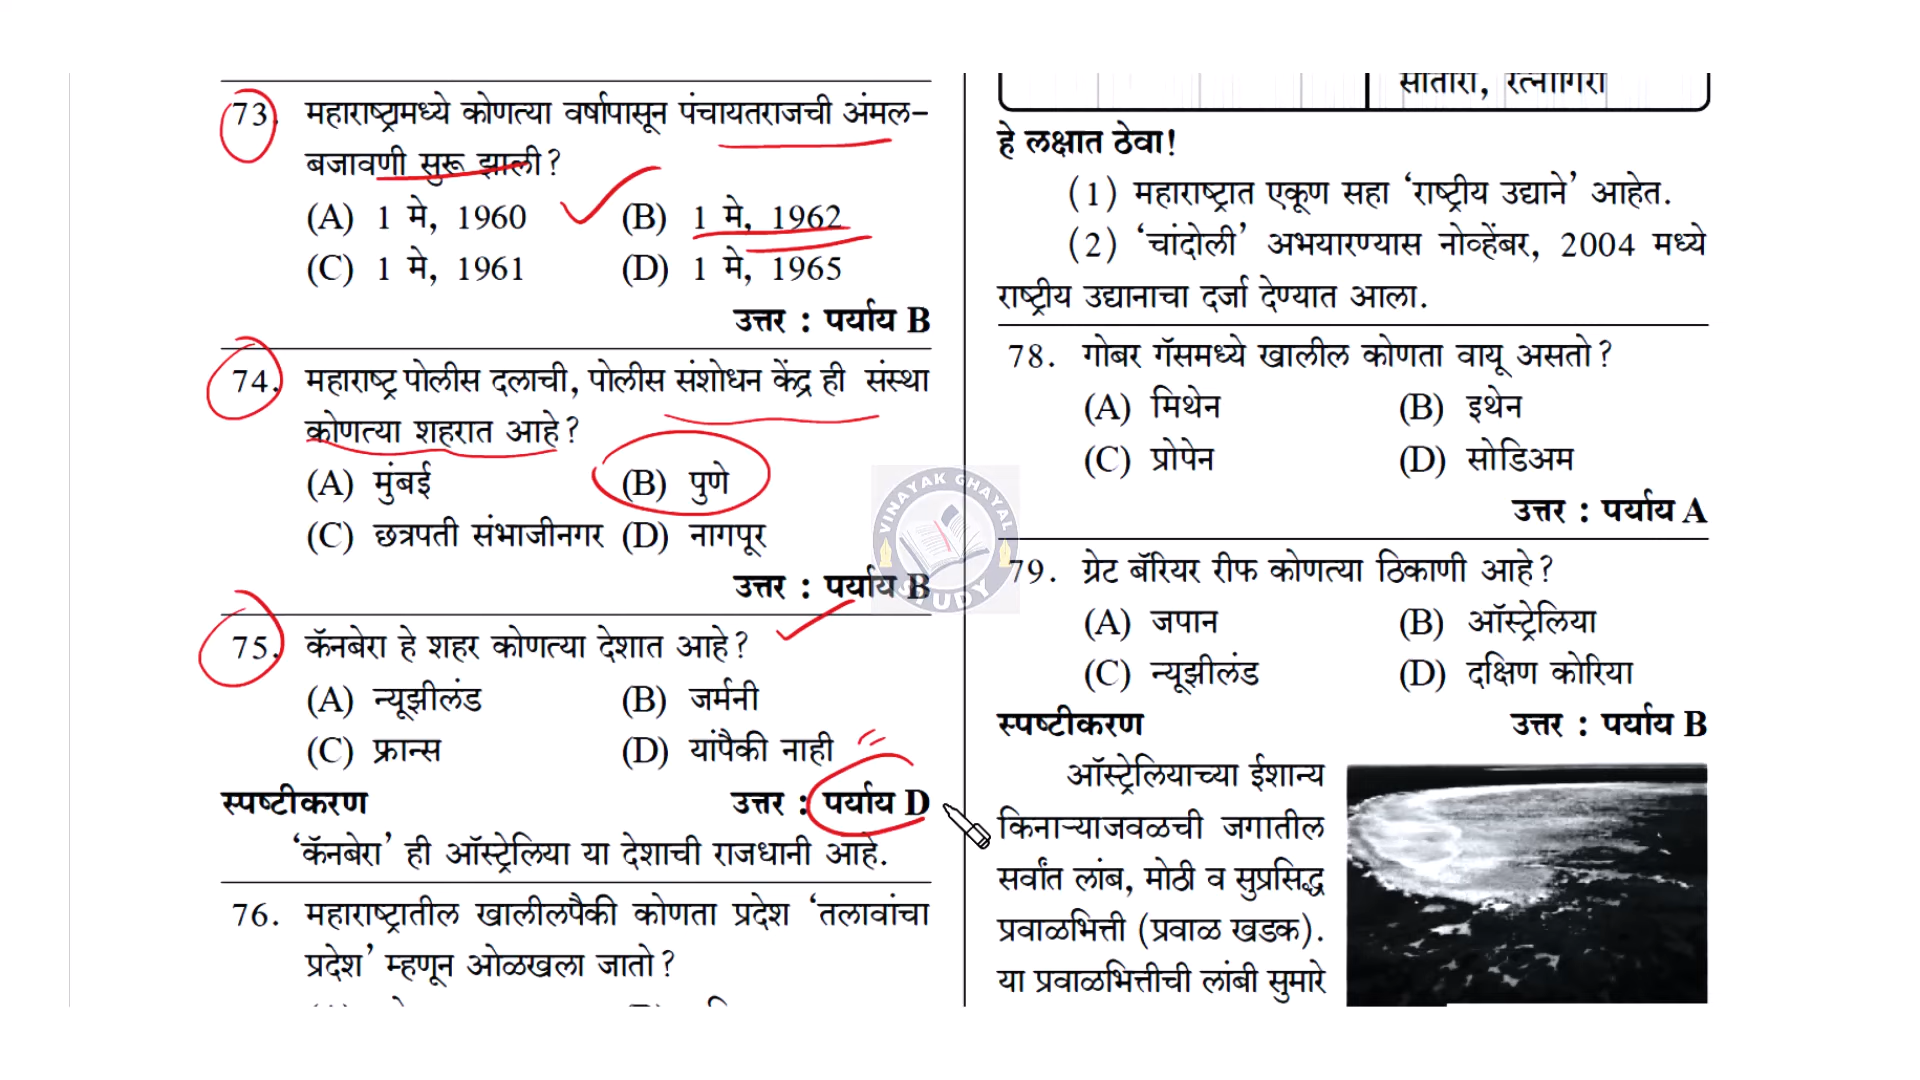 73. महाराष्ट्रामध्ये कोणत्या वर्षापासून पंचायतराजची अंमल-
बजावणी सुरू झाली?
(A) 1 मे, 1960 (B) 1 मे, 1962
(C) 1 मे, 1961 (D) 1 मे, 1965
उत्तर : पर्याय B
74. महाराष्ट्र पोलीस दलाची, पोलीस संशोधन केंद्र ही संस्था
कोणत्या शहरात आहे?
(A) मुंबई (B) पुणे
(C) छत्रपती संभाजीनगर (D) नागपूर
उत्तर : पर्याय B
75. कॅनबेरा हे शहर कोणत्या देशात आहे?
(A) न्यूझीलंड (B) जर्मनी
(C) फ्रान्स (D) यांपैकी नाही
स्पष्टीकरण उत्तर : पर्याय D
‘कॅनबेरा’ ही ऑस्ट्रेलिया या देशाची राजधानी आहे.
76. महाराष्ट्रातील खालीलपैकी कोणता प्रदेश ‘तलावांचा
प्रदेश’ म्हणून ओळखला जातो?
सातारा, रत्नागिरी
हे लक्षात ठेवा!
(1) महाराष्ट्रात एकूण सहा ‘राष्ट्रीय उद्याने’ आहेत.
(2) ‘चांदोली’ अभयारण्यास नोव्हेंबर, 2004 मध्ये
राष्ट्रीय उद्यानाचा दर्जा देण्यात आला.
78. गोबर गॅसमध्ये खालील कोणता वायू असतो?
(A) मिथेन (B) इथेन
(C) प्रोपेन (D) सोडिअम
उत्तर : पर्याय A
79. ग्रेट बॅरियर रीफ कोणत्या ठिकाणी आहे?
(A) जपान (B) ऑस्ट्रेलिया
(C) न्यूझीलंड (D) दक्षिण कोरिया
स्पष्टीकरण उत्तर : पर्याय B
ऑस्ट्रेलियाच्या ईशान्य
किनाऱ्याजवळची जगातील
सर्वांत लांब, मोठी व सुप्रसिद्ध
प्रवाळभित्ती (प्रवाळ खडक).
या प्रवाळभित्तीची लांबी सुमारे
VINAYAK GHAYAL
STUDY